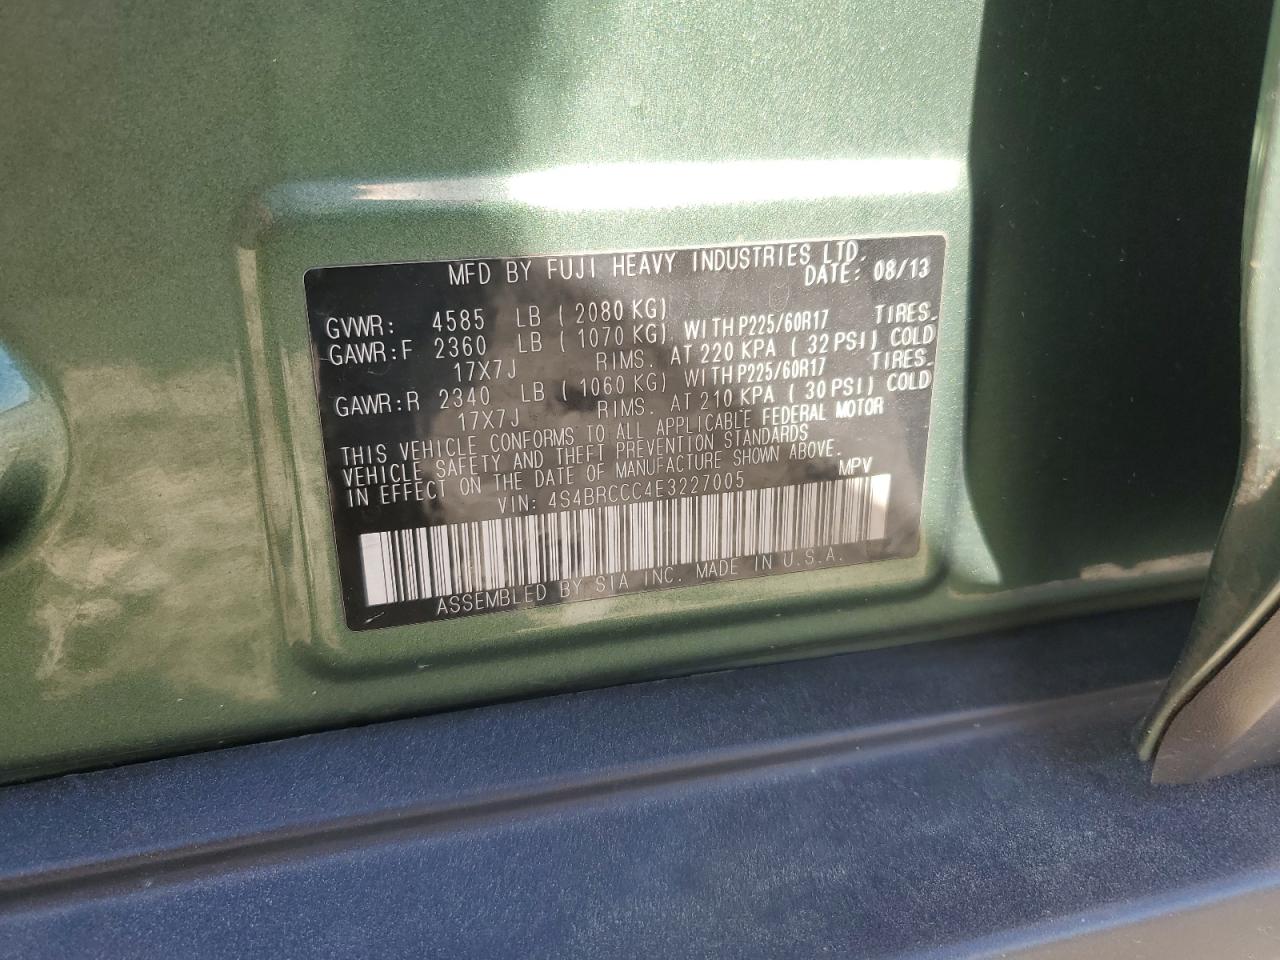 MFD BY FUJI HEAVY INDUSTRIES LTD.
DATE: 08/13
GVWR: 4585 LB ( 2080 KG)
GAWR:F 2360 LB ( 1070 KG) WITH P225/60R17 TIRES.
17X7J RIMS. AT 220 KPA ( 32 PSI) COLD
GAWR:R 2340 LB ( 1060 KG) WITH P225/60R17 TIRES.
17X7J RIMS. AT 210 KPA ( 30 PSI) COLD
THIS VEHICLE CONFORMS TO ALL APPLICABLE FEDERAL MOTOR
VEHICLE SAFETY AND THEFT PREVENTION STANDARDS
IN EFFECT ON THE DATE OF MANUFACTURE SHOWN ABOVE.
VIN: 4S4BRCCC4E3227005 MPV
ASSEMBLED BY SIA INC. MADE IN U.S.A.